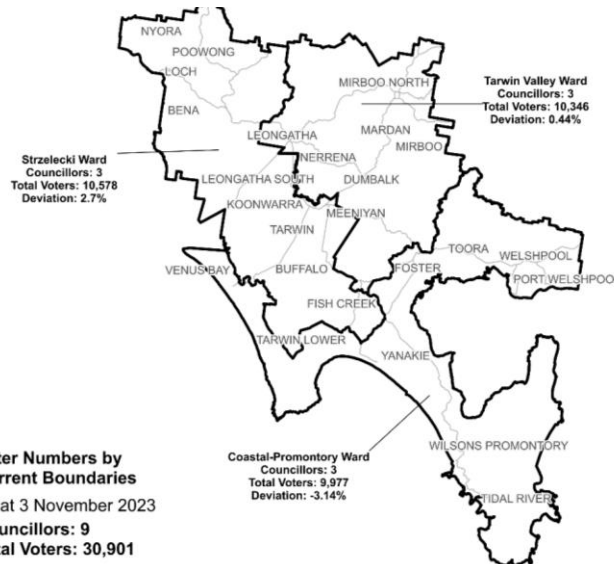 NYORA
POOWONG
LOCH
BENA
MIRBOO NORTH
Tarwin Valley Ward
Councillors: 3
Total Voters: 10,346
Deviation: 0.44%
LEONGATHA
MARDAN
MIRBOO
NERRENA
Strzelecki Ward
Councillors: 3
Total Voters: 10,578
Deviation: 2.7%
LEONGATHA SOUTH
DUMBALK
KOONWARRA
MEENIYAN
TARWIN
TOORA
WELSHPOOL
VENUS BAY
BUFFALO
FOSTER
PORT WELSHPOO
FISH CREEK
TARWIN LOWER
YANAKIE
Coastal-Promontory Ward
Councillors: 3
Total Voters: 9,977
Deviation: -3.14%
WILSONS PROMONTORY
TIDAL RIVER
ter Numbers by
rrent Boundaries
at 3 November 2023
uncillors: 9
tal Voters: 30,901